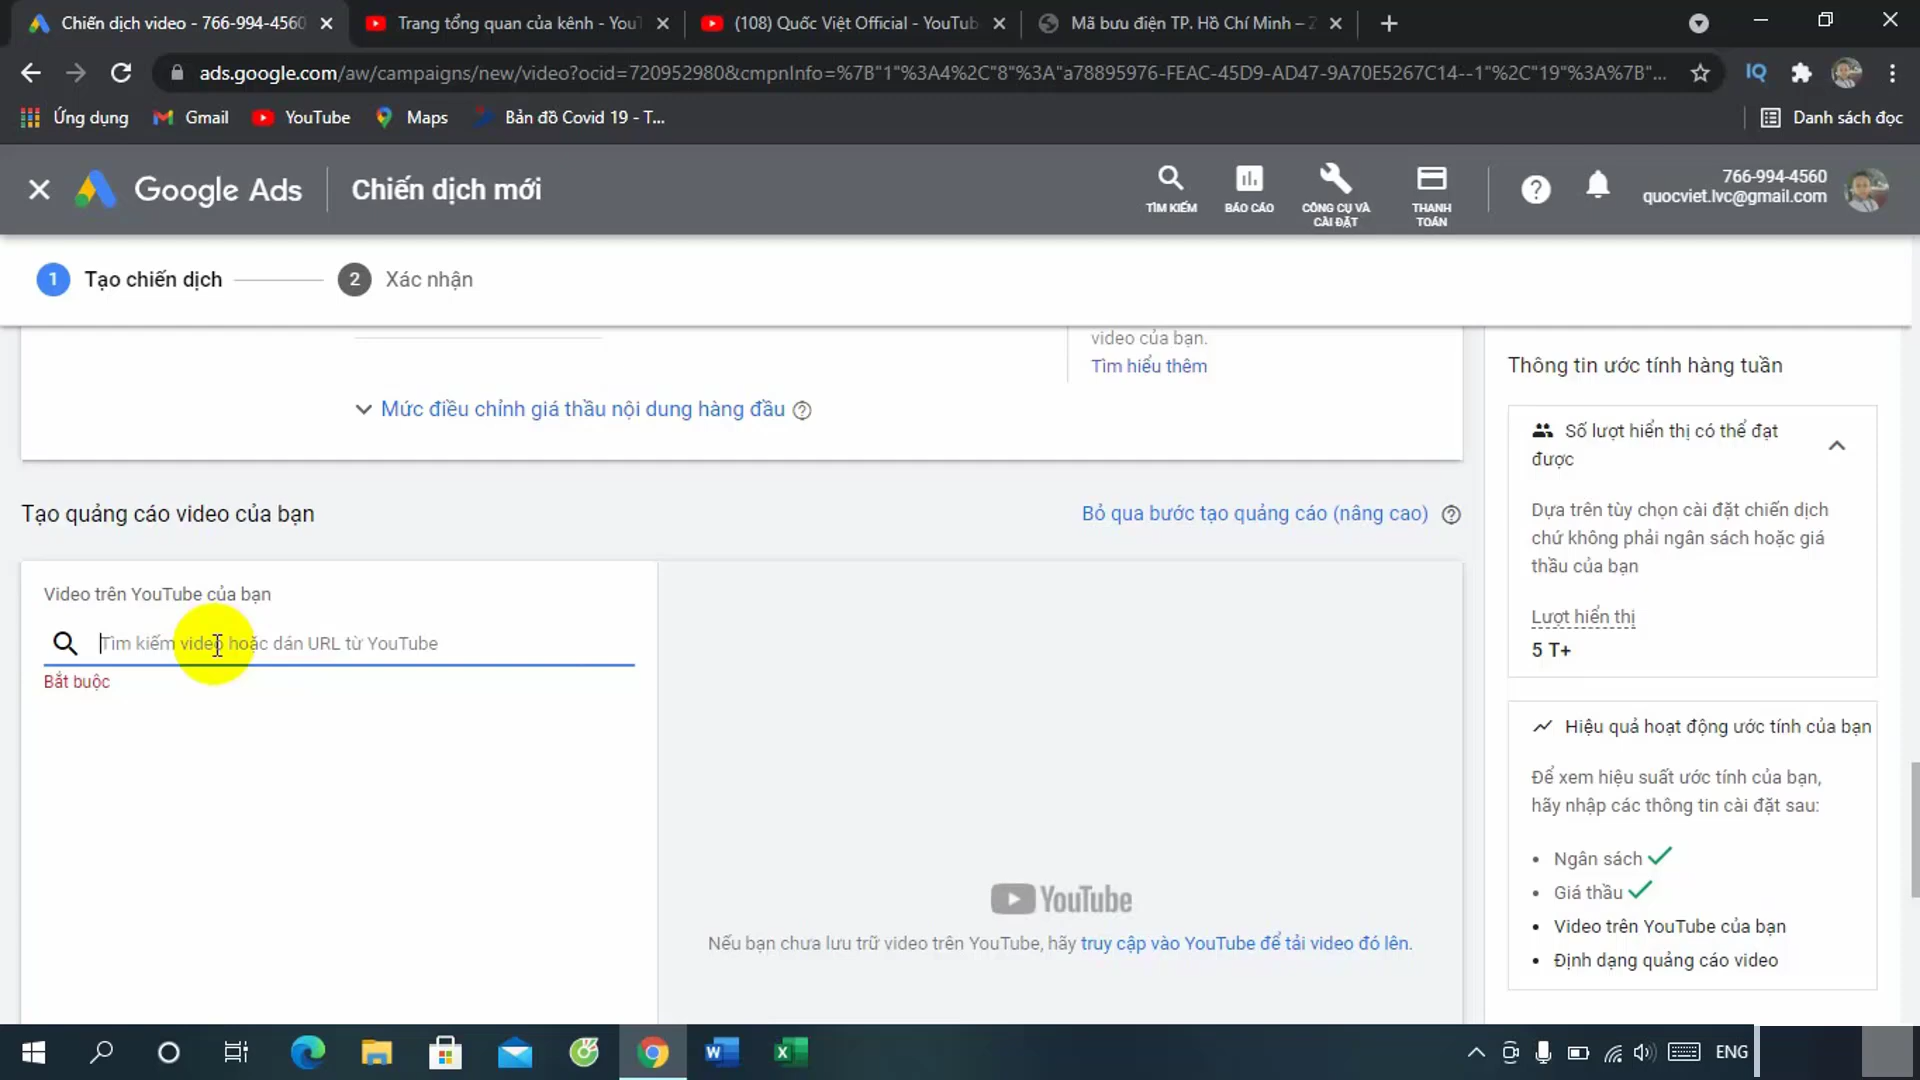 Chiến dịch video - 766-994-4560
Trang tổng quan của kênh - YouT
(108) Quốc Việt Official - YouTub
Mã bưu điện TP. Hồ Chí Minh – Z
ads.google.com/aw/campaigns/new/video?ocid=720952980&cmpnInfo=%7B"1"%3A4%2C"8"%3A"a78895976-FEAC-45D9-AD47-9A70E5267C14--1"%2C"19"%3A%7B"...
IQ
Ứng dụng
Gmail
YouTube
Maps
Bản đồ Covid 19 - T...
Danh sách đọc
Google Ads
Chiến dịch mới
TÌM KIẾM
BÁO CÁO
CÔNG CỤ VÀ
CÀI ĐẶT
THANH
TOÁN
766-994-4560
quocviet.lvc@gmail.com
1 Tạo chiến dịch
2 Xác nhận
video của bạn.
Tìm hiểu thêm
Mức điều chỉnh giá thầu nội dung hàng đầu
Tạo quảng cáo video của bạn
Bỏ qua bước tạo quảng cáo (nâng cao)
Video trên YouTube của bạn
Tìm kiếm video hoặc dán URL từ YouTube
Bắt buộc
YouTube
Nếu bạn chưa lưu trữ video trên YouTube, hãy truy cập vào YouTube để tải video đó lên.
Thông tin ước tính hàng tuần
Số lượt hiển thị có thể đạt
được
Dựa trên tùy chọn cài đặt chiến dịch
chứ không phải ngân sách hoặc giá
thầu của bạn
Lượt hiển thị
5 T+
Hiệu quả hoạt động ước tính của bạn
Để xem hiệu suất ước tính của bạn,
hãy nhập các thông tin cài đặt sau:
• Ngân sách
• Giá thầu
• Video trên YouTube của bạn
• Định dạng quảng cáo video
ENG